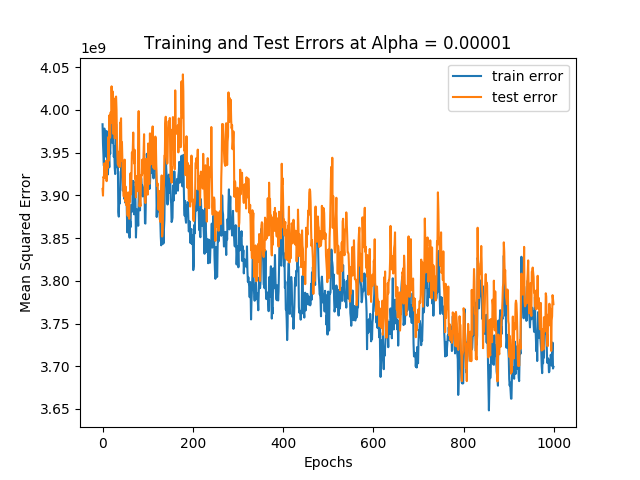 Training and Test Errors at Alpha = 0.00001
1e9
4.05
4.00
3.95
3.90
3.85
3.80
3.75
3.70
3.65
Mean Squared Error
train error
test error
0 200 400 600 800 1000
Epochs